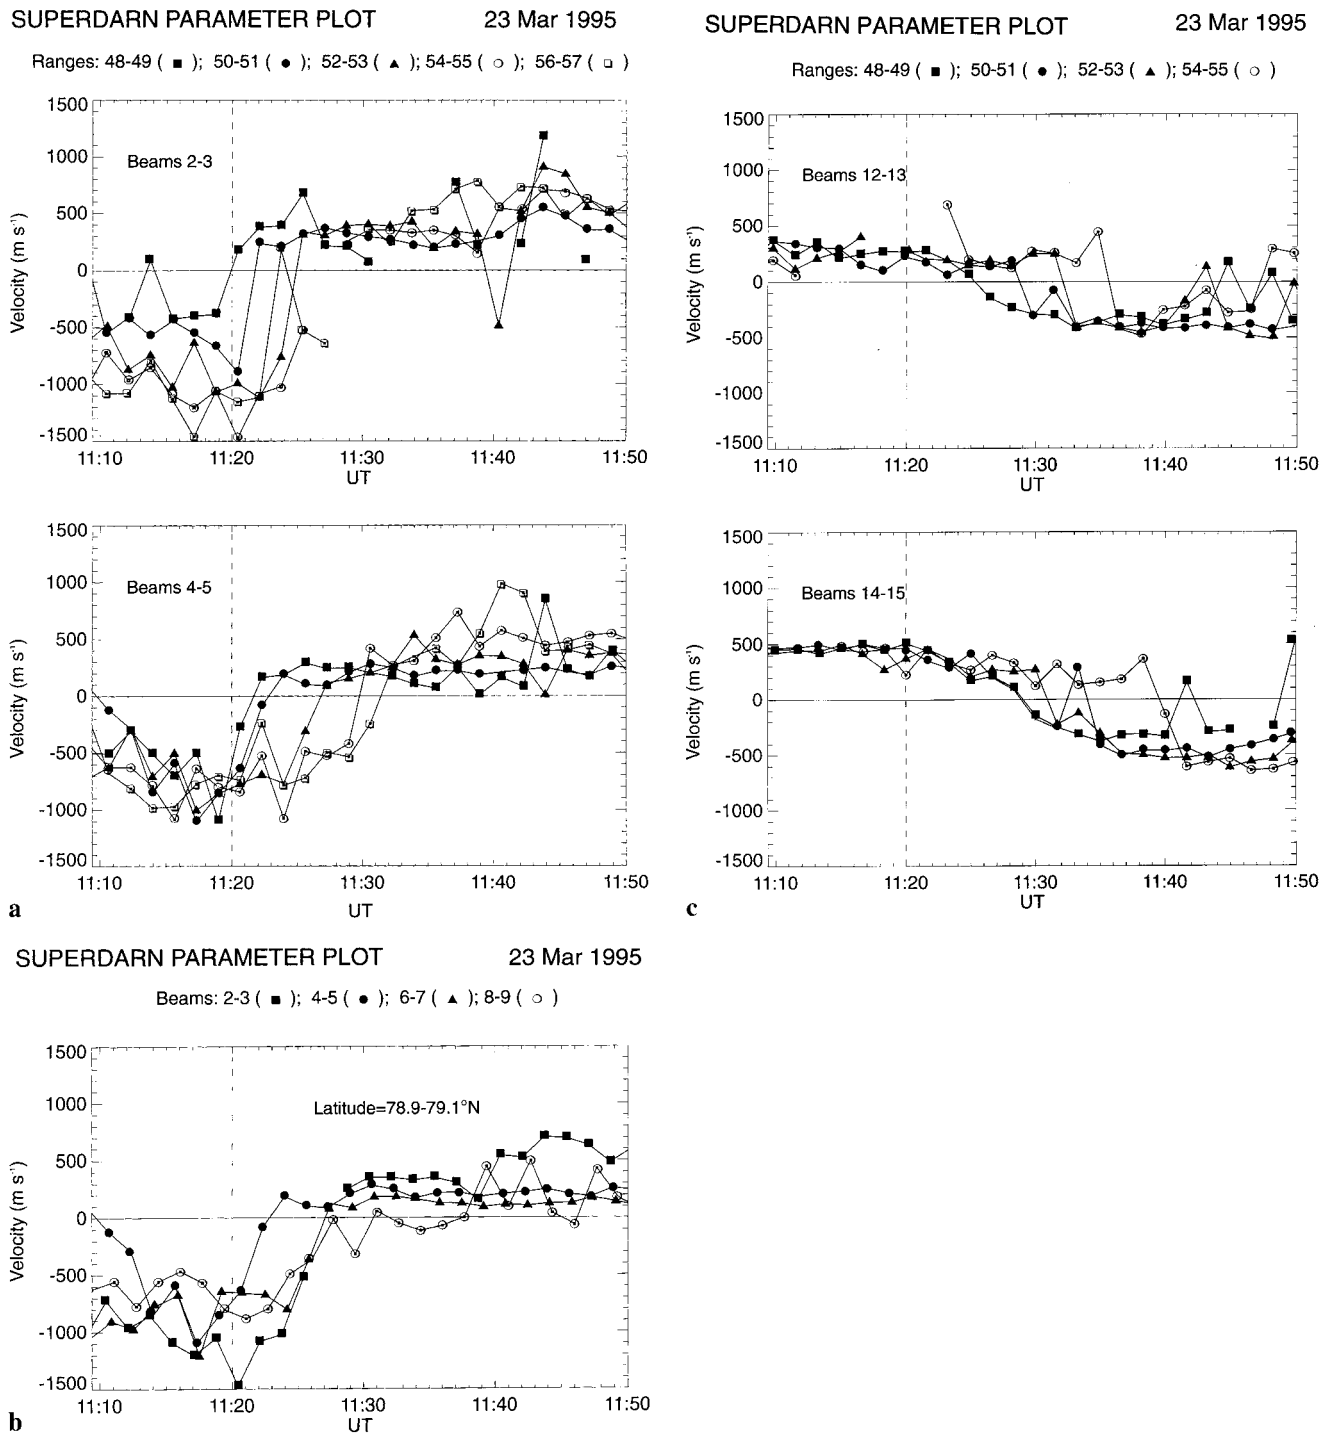 SUPERDARN PARAMETER PLOT 23 Mar 1995
Ranges: 48-49 ( ■ ); 50-51 ( ● ); 52-53 ( ▲ ); 54-55 ( ○ ); 56-57 ( □ )
1500
1000
500
0
-500
-1000
-1500
Velocity (m s⁻¹)
Beams 2-3
11:10 11:20 11:30 11:40 11:50
UT
1500
1000
500
0
-500
-1000
-1500
Velocity (m s⁻¹)
Beams 4-5
11:10 11:20 11:30 11:40 11:50
UT
a
SUPERDARN PARAMETER PLOT 23 Mar 1995
Beams: 2-3 ( ■ ); 4-5 ( ● ); 6-7 ( ▲ ); 8-9 ( ○ )
1500
1000
500
0
-500
-1000
-1500
Velocity (m s⁻¹)
Latitude=78.9-79.1°N
11:10 11:20 11:30 11:40 11:50
UT
b
SUPERDARN PARAMETER PLOT 23 Mar 1995
Ranges: 48-49 ( ■ ); 50-51 ( ● ); 52-53 ( ▲ ); 54-55 ( ○ )
1500
1000
500
0
-500
-1000
-1500
Velocity (m s⁻¹)
Beams 12-13
11:10 11:20 11:30 11:40 11:50
UT
1500
1000
500
0
-500
-1000
-1500
Velocity (m s⁻¹)
Beams 14-15
11:10 11:20 11:30 11:40 11:50
UT
c